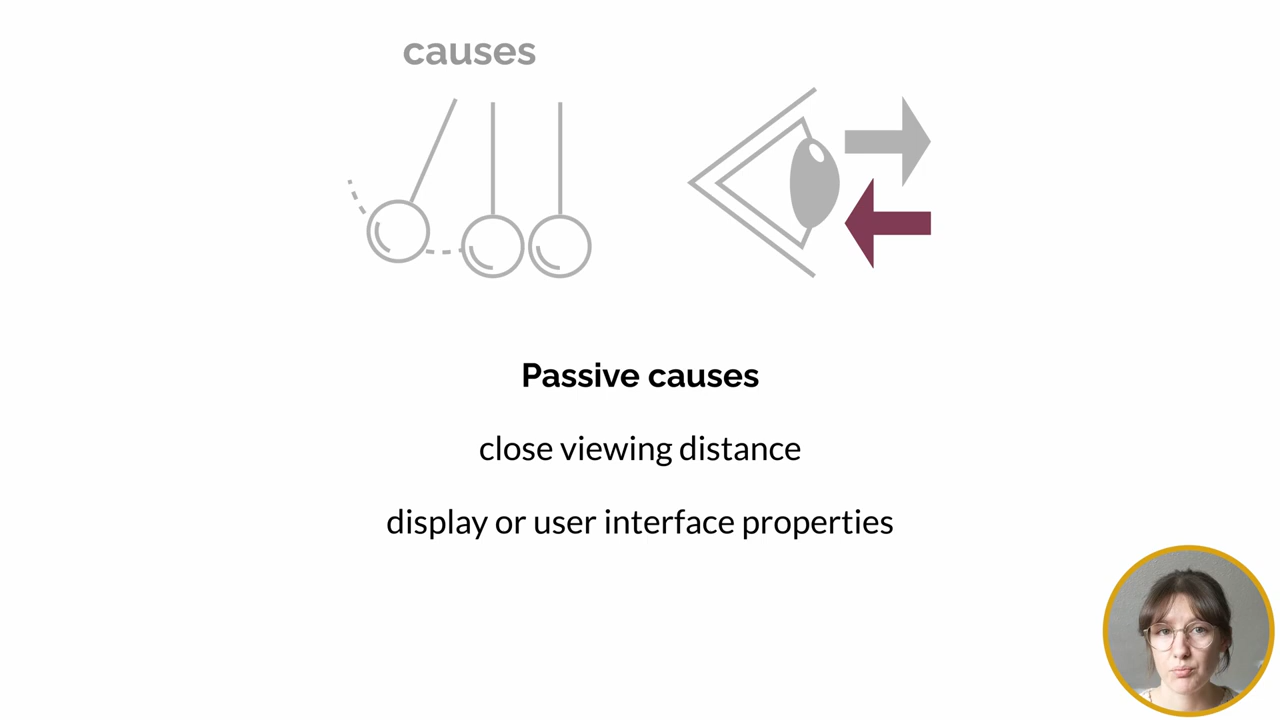 causes
Passive causes
close viewing distance
display or user interface properties